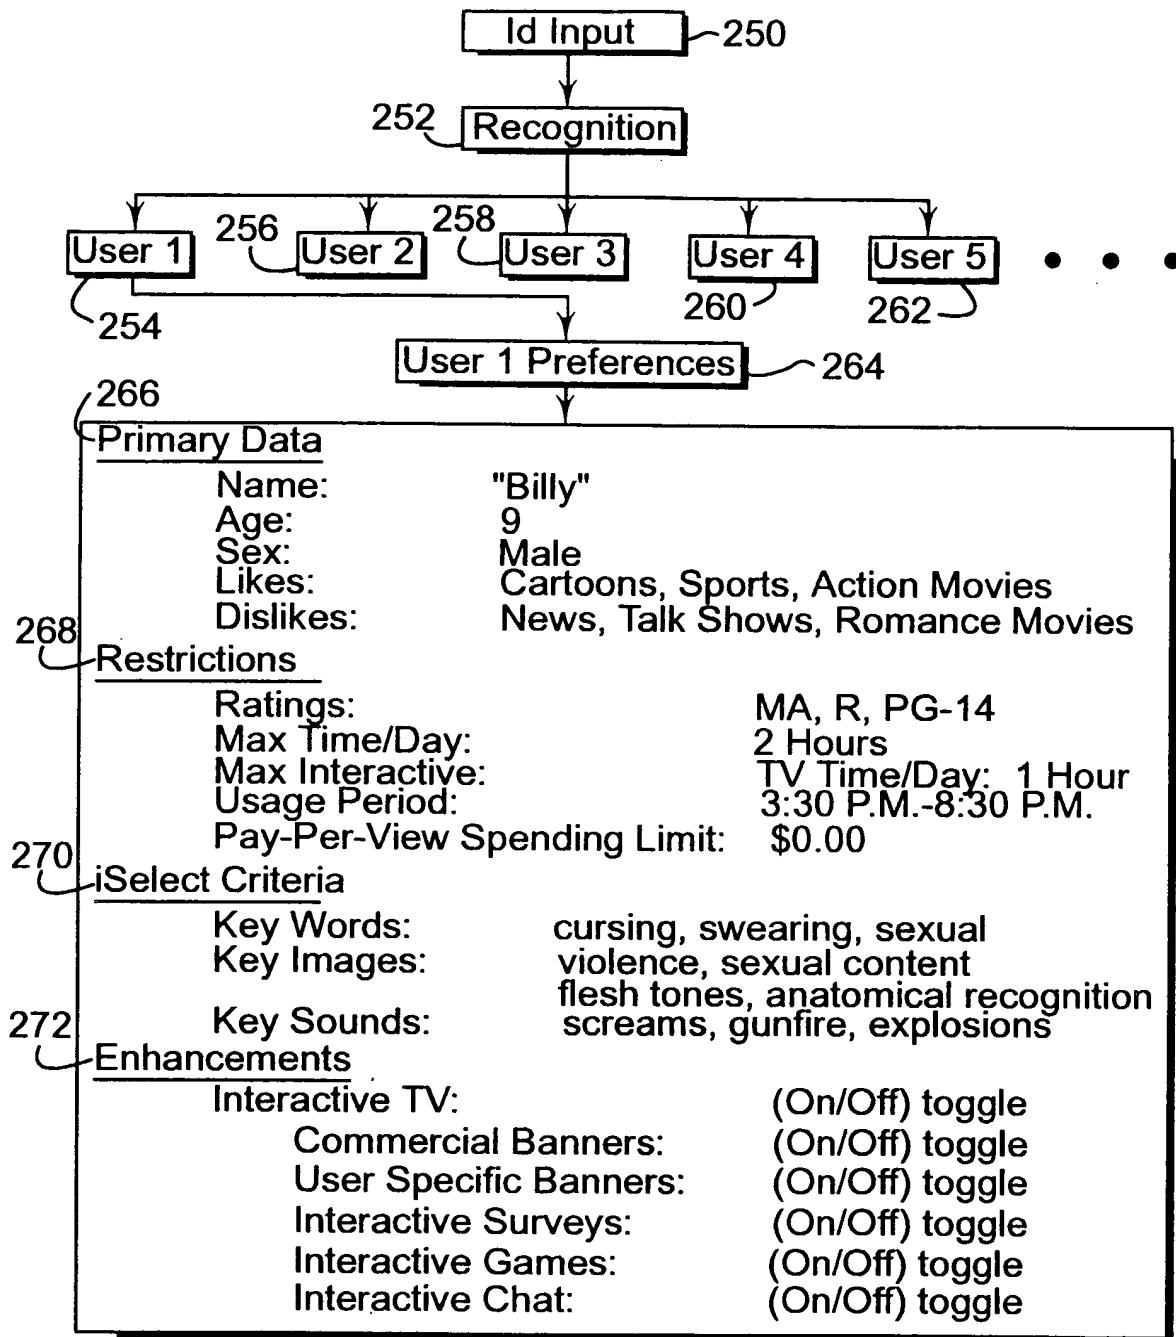 Id Input 250
252 Recognition
User 1 256 User 2 258 User 3 User 4 User 5
254 260 262
User 1 Preferences 264
266
Primary Data
Name: "Billy"
Age: 9
Sex: Male
Likes: Cartoons, Sports, Action Movies
Dislikes: News, Talk Shows, Romance Movies
268
Restrictions
Ratings: MA, R, PG-14
Max Time/Day: 2 Hours
Max Interactive: TV Time/Day: 1 Hour
Usage Period: 3:30 P.M.-8:30 P.M.
Pay-Per-View Spending Limit: $0.00
270
iSelect Criteria
Key Words: cursing, swearing, sexual
Key Images: violence, sexual content
flesh tones, anatomical recognition
272 Key Sounds: screams, gunfire, explosions
Enhancements
Interactive TV: (On/Off) toggle
Commercial Banners: (On/Off) toggle
User Specific Banners: (On/Off) toggle
Interactive Surveys: (On/Off) toggle
Interactive Games: (On/Off) toggle
Interactive Chat: (On/Off) toggle